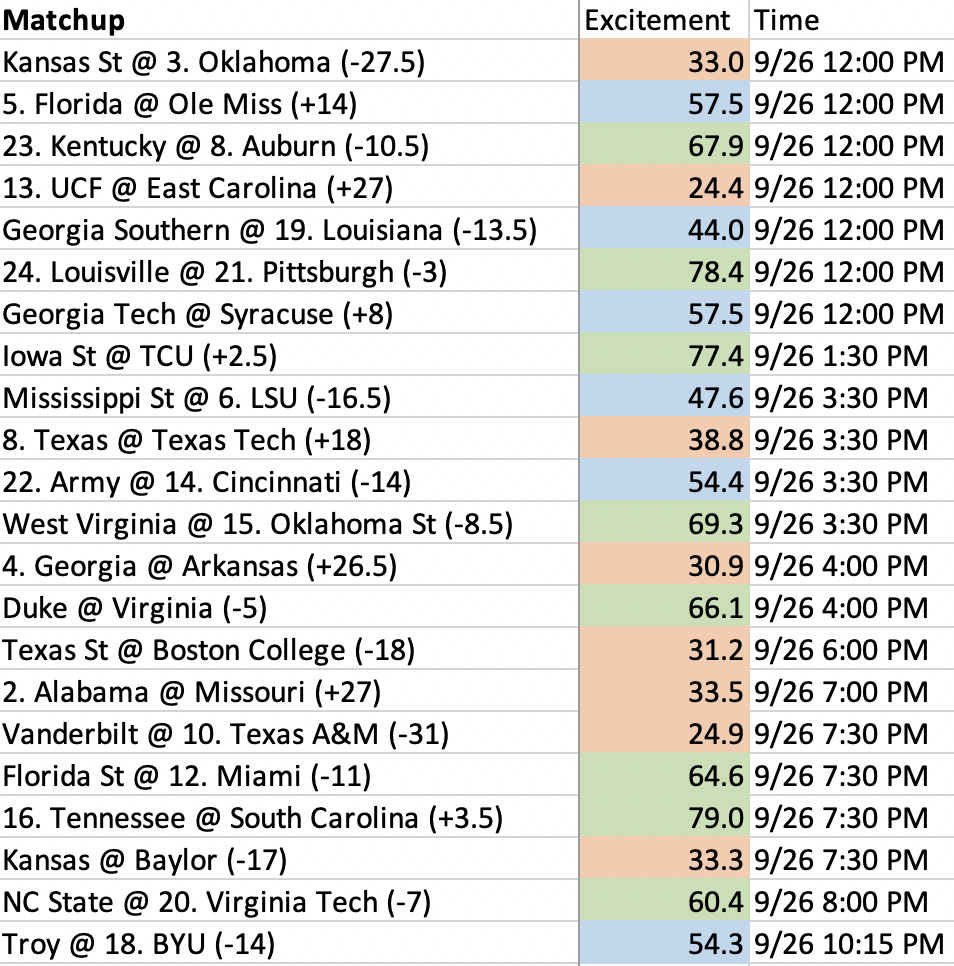 Matchup Excitement Time
Kansas St @ 3. Oklahoma (-27.5) 33.0 9/26 12:00 PM
5. Florida @ Ole Miss (+14) 57.5 9/26 12:00 PM
23. Kentucky @ 8. Auburn (-10.5) 67.9 9/26 12:00 PM
13. UCF @ East Carolina (+27) 24.4 9/26 12:00 PM
Georgia Southern @ 19. Louisiana (-13.5) 44.0 9/26 12:00 PM
24. Louisville @ 21. Pittsburgh (-3) 78.4 9/26 12:00 PM
Georgia Tech @ Syracuse (+8) 57.5 9/26 12:00 PM
Iowa St @ TCU (+2.5) 77.4 9/26 1:30 PM
Mississippi St @ 6. LSU (-16.5) 47.6 9/26 3:30 PM
8. Texas @ Texas Tech (+18) 38.8 9/26 3:30 PM
22. Army @ 14. Cincinnati (-14) 54.4 9/26 3:30 PM
West Virginia @ 15. Oklahoma St (-8.5) 69.3 9/26 3:30 PM
4. Georgia @ Arkansas (+26.5) 30.9 9/26 4:00 PM
Duke @ Virginia (-5) 66.1 9/26 4:00 PM
Texas St @ Boston College (-18) 31.2 9/26 6:00 PM
2. Alabama @ Missouri (+27) 33.5 9/26 7:00 PM
Vanderbilt @ 10. Texas A&M (-31) 24.9 9/26 7:30 PM
Florida St @ 12. Miami (-11) 64.6 9/26 7:30 PM
16. Tennessee @ South Carolina (+3.5) 79.0 9/26 7:30 PM
Kansas @ Baylor (-17) 33.3 9/26 7:30 PM
NC State @ 20. Virginia Tech (-7) 60.4 9/26 8:00 PM
Troy @ 18. BYU (-14) 54.3 9/26 10:15 PM